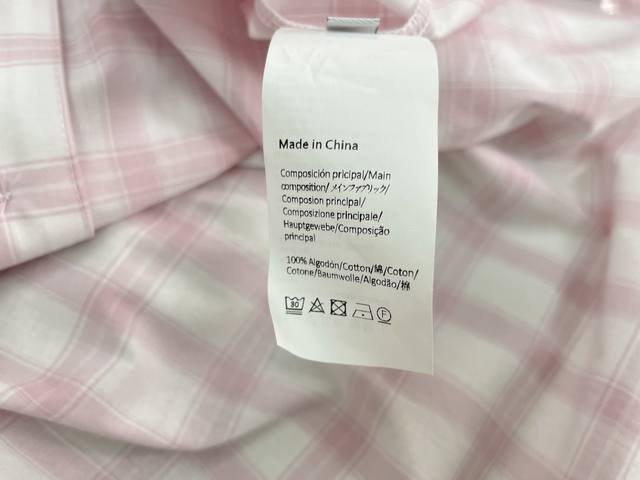 Made in China
Composición pricipal/Main
composition/メインファブリック/
Composion principal/
Composizione principale/
Hauptgewebe/Composição
principal
100% Algodón/Cotton/綿/Coton/
Cotone/Baumwolle/Algodão/棉
30
F